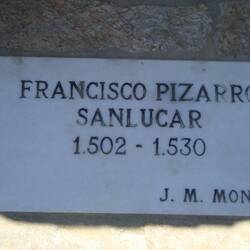 FRANCISCO PIZARRO
SANLUCAR
1.502 - 1.530
J. M. MON